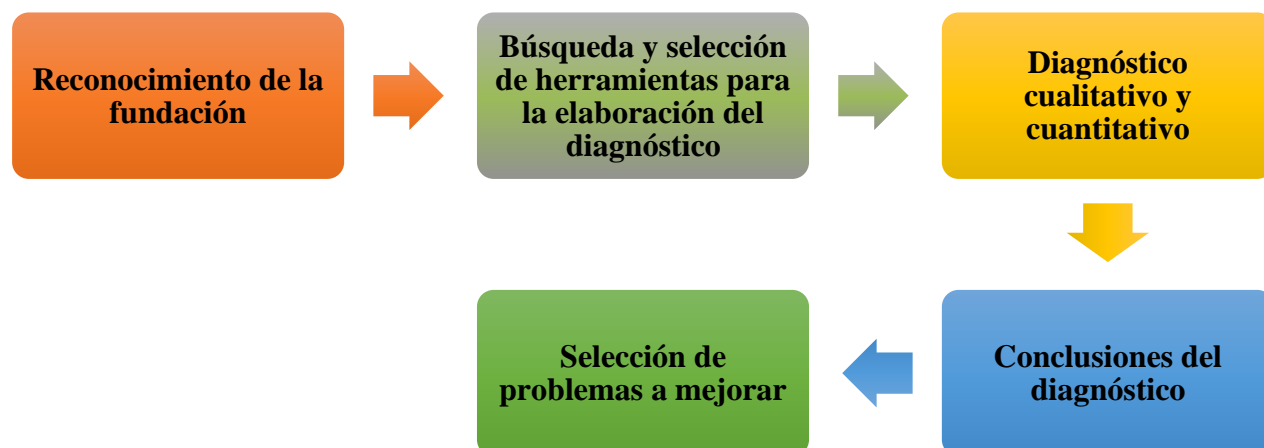 Reconocimiento de la
fundación
Búsqueda y selección
de herramientas para
la elaboración del
diagnóstico
Diagnóstico
cualitativo y
cuantitativo
Conclusiones del
diagnóstico
Selección de
problemas a mejorar